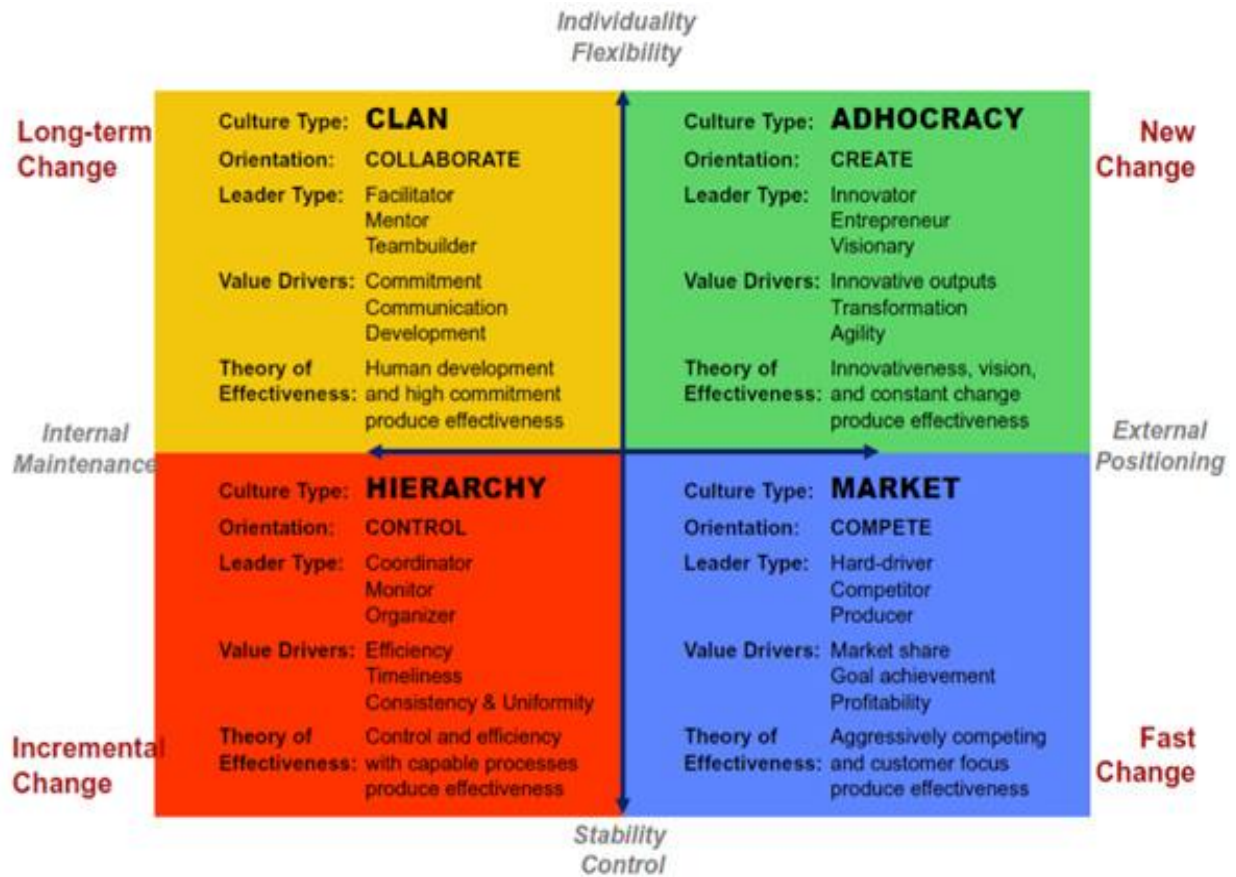 Individuality
Flexibility
Long-term
Change
Culture Type: CLAN
Orientation: COLLABORATE
Leader Type: Facilitator
Mentor
Teambuilder
Value Drivers: Commitment
Communication
Development
Theory of Human development
Effectiveness: and high commitment
produce effectiveness
Culture Type: ADHOCRACY
Orientation: CREATE
Leader Type: Innovator
Entrepreneur
Visionary
Value Drivers: Innovative outputs
Transformation
Agility
Theory of Innovativeness, vision,
Effectiveness: and constant change
produce effectiveness
New
Change
Internal
Maintenance
External
Positioning
Culture Type: HIERARCHY
Orientation: CONTROL
Leader Type: Coordinator
Monitor
Organizer
Value Drivers: Efficiency
Timeliness
Consistency & Uniformity
Theory of Control and efficiency
Effectiveness: with capable processes
produce effectiveness
Incremental
Change
Culture Type: MARKET
Orientation: COMPETE
Leader Type: Hard-driver
Competitor
Producer
Value Drivers: Market share
Goal achievement
Profitability
Theory of Aggressively competing
Effectiveness: and customer focus
produce effectiveness
Fast
Change
Stability
Control